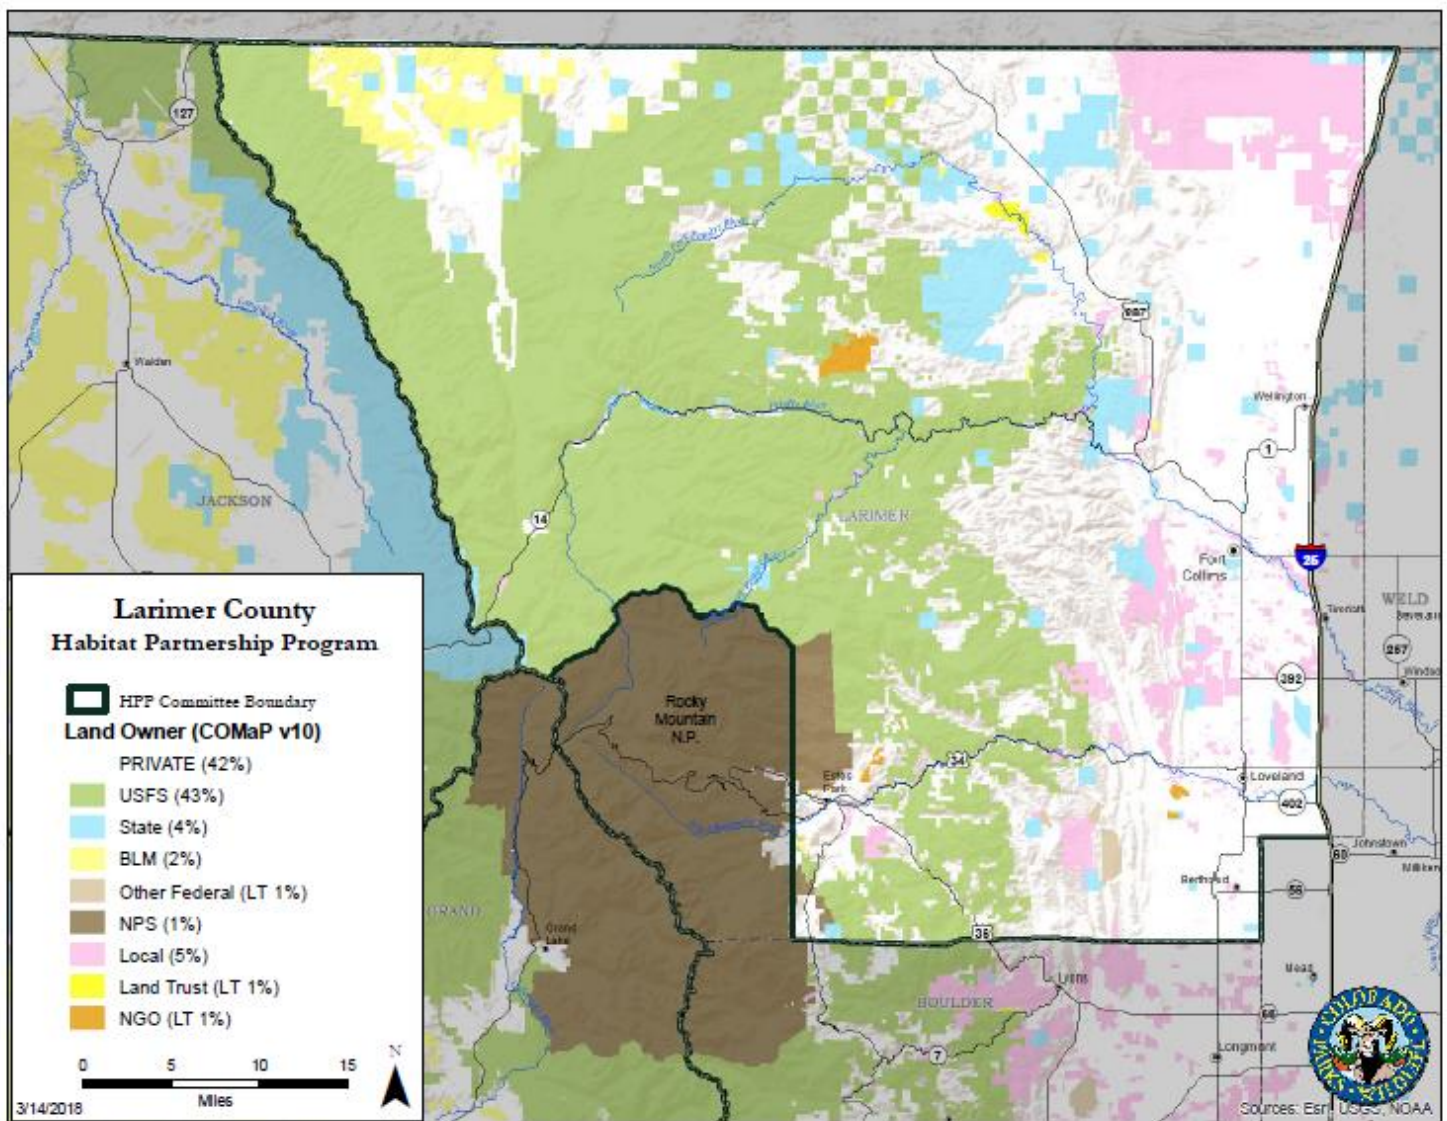 127
Walden
JACKSON
14
LARIMER
287
Wellington
1
Fort
Collins
25
Timnath
WELD
257
392
Rocky
Mountain
N.P.
Estes
Park
34
Loveland
402
Johnstown
60
Berthoud
56
GRAND
Grand
Lake
36
Mead
Lyons
BOULDER
66
7
Longmont
Larimer County
Habitat Partnership Program
HPP Committee Boundary
Land Owner (COMaP v10)
PRIVATE (42%)
USFS (43%)
State (4%)
BLM (2%)
Other Federal (LT 1%)
NPS (1%)
Local (5%)
Land Trust (LT 1%)
NGO (LT 1%)
0 5 10 15
Miles
N
3/14/2018
COLORADO
PARKS
WILDLIFE
Sources: Esri, USGS, NOAA